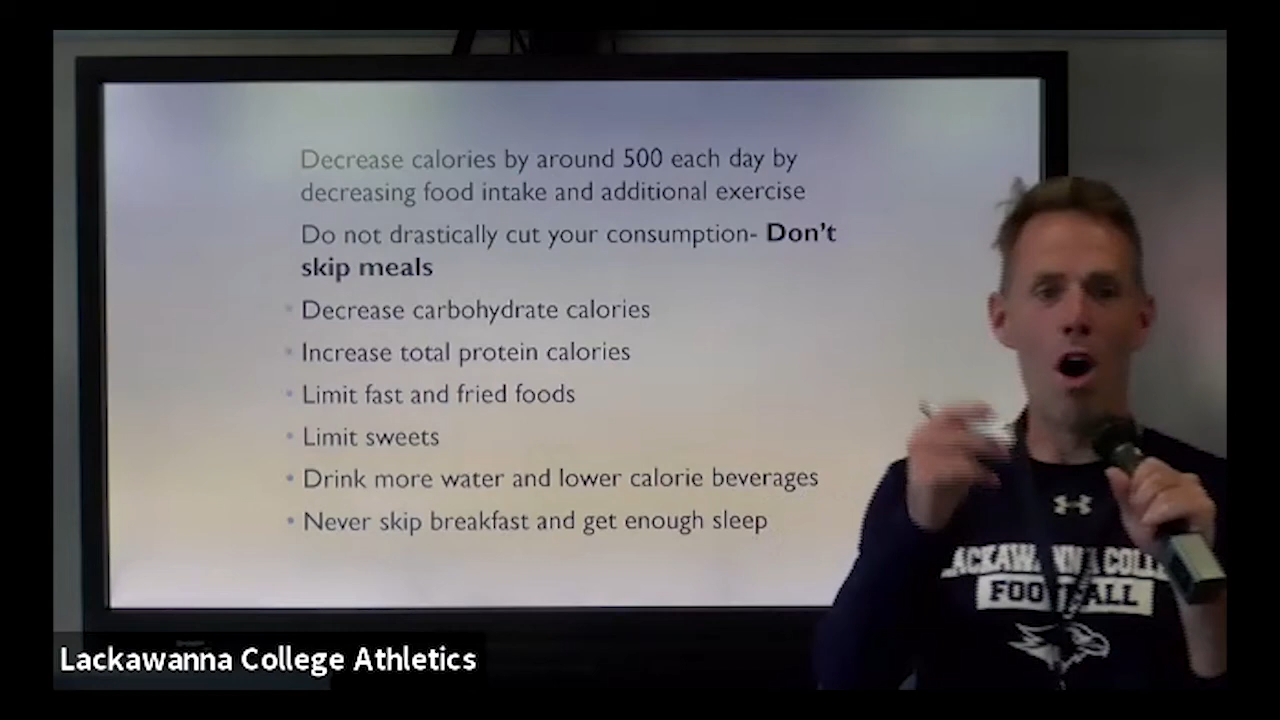 Decrease calories by around 500 each day by
decreasing food intake and additional exercise
Do not drastically cut your consumption- Don't
skip meals
• Decrease carbohydrate calories
• Increase total protein calories
• Limit fast and fried foods
• Limit sweets
• Drink more water and lower calorie beverages
• Never skip breakfast and get enough sleep
LACKAWANNA COLLE
FOOTBALL
Lackawanna College Athletics